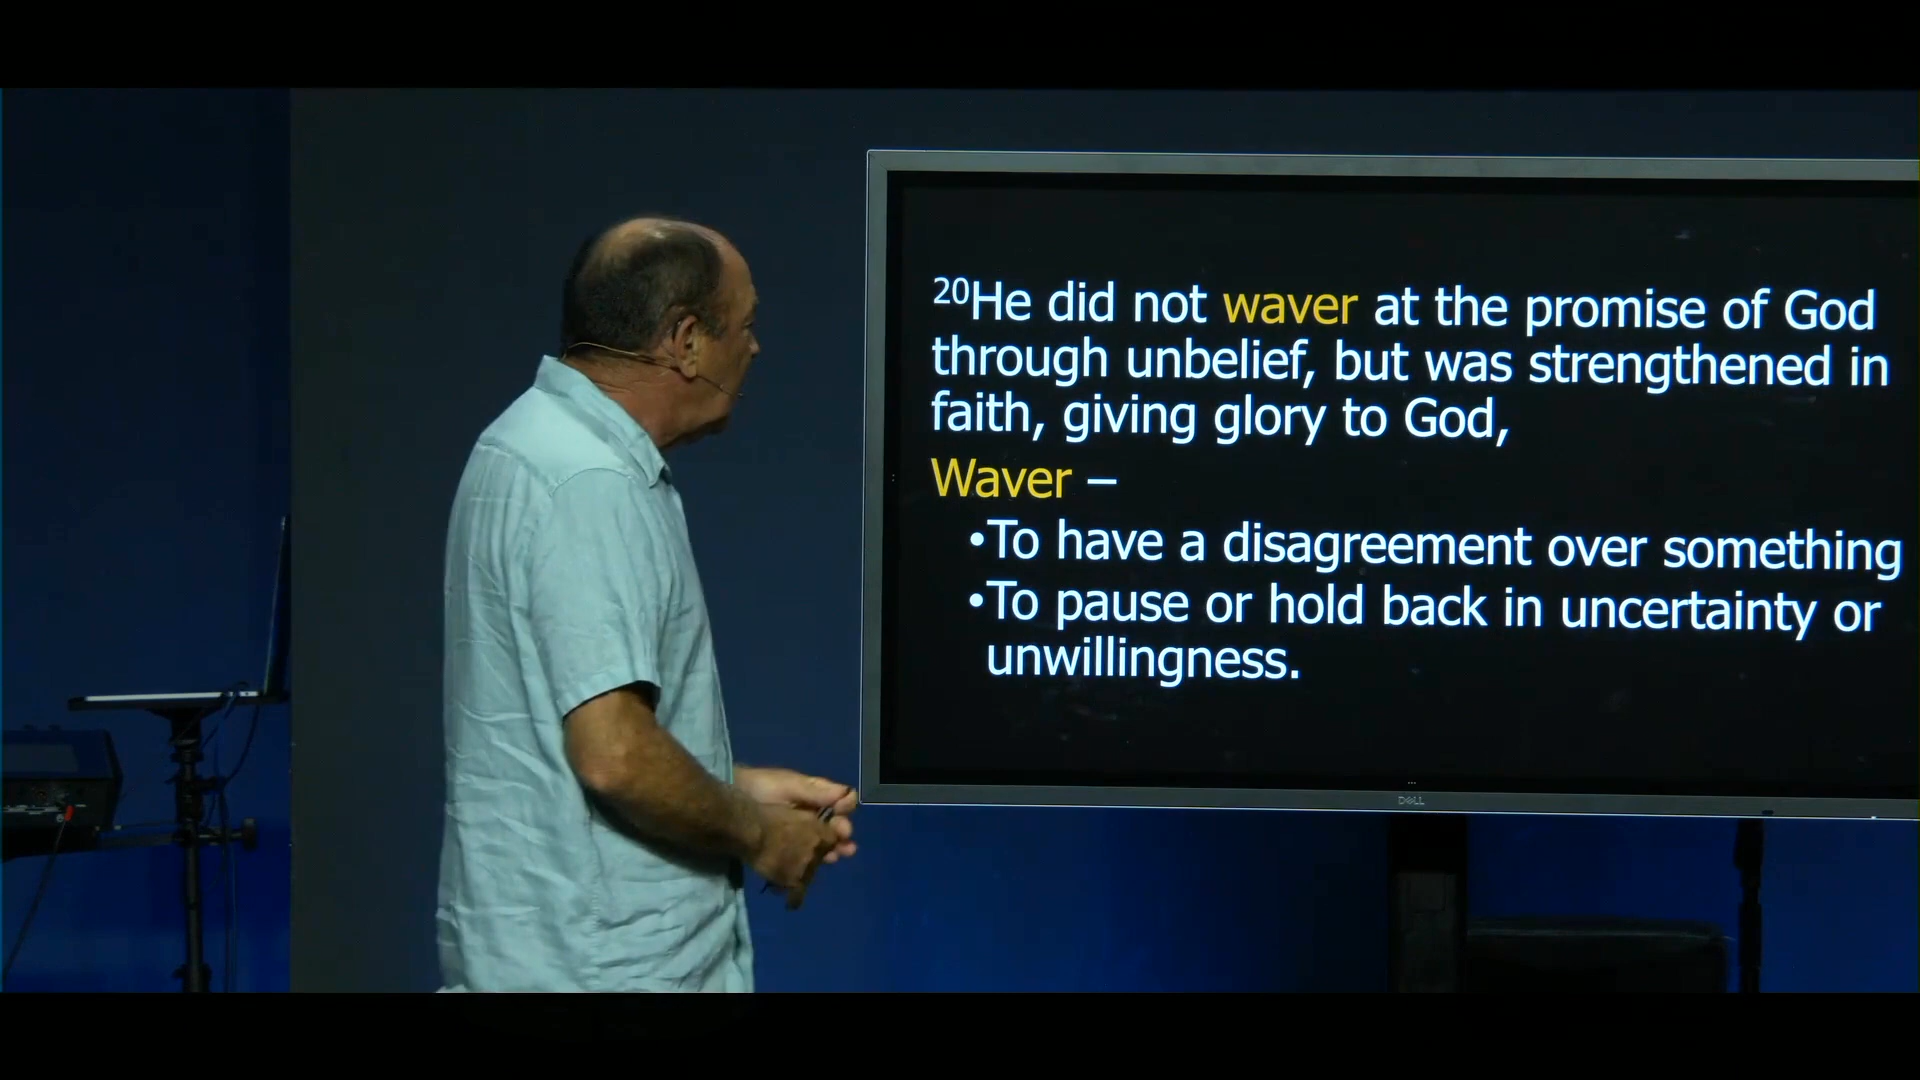 ²⁰He did not waver at the promise of God
through unbelief, but was strengthened in
faith, giving glory to God,
Waver –
•To have a disagreement over something
•To pause or hold back in uncertainty or
unwillingness.
DELL